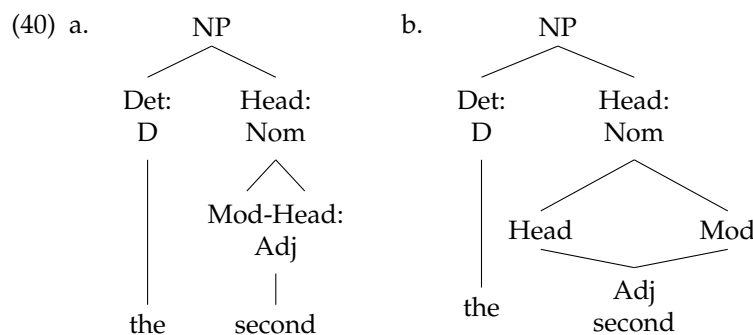 (40) a. NP b. NP
Det: Head: Det: Head:
D Nom D Nom
Mod-Head: Head Mod
Adj
the second the Adj
second